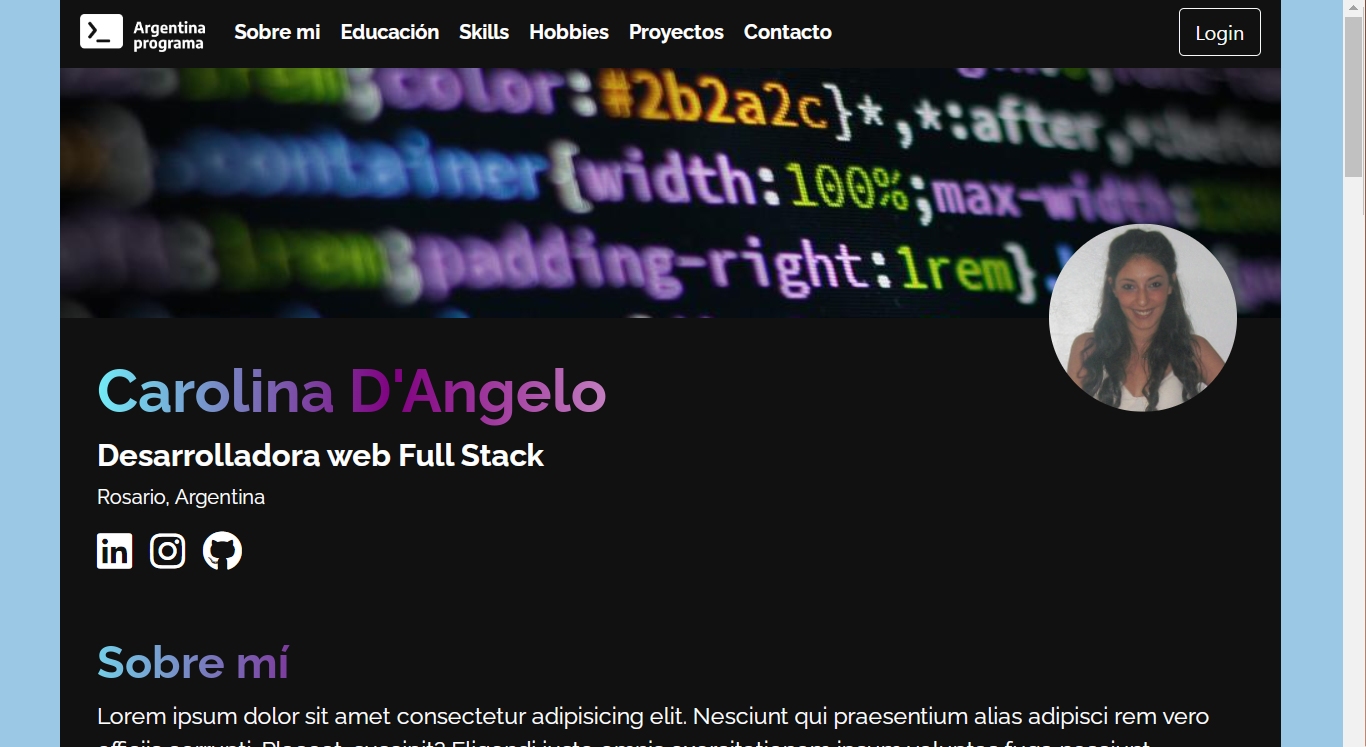 Argentina
programa
Sobre mi Educación Skills Hobbies Proyectos Contacto
Login
color:#2b2a2c}*,*:after,
container{width:100%;max-width:
padding-right:1rem}
Carolina D'Angelo
Desarrolladora web Full Stack
Rosario, Argentina
in
Sobre mí
Lorem ipsum dolor sit amet consectetur adipisicing elit. Nesciunt qui praesentium alias adipisci rem vero